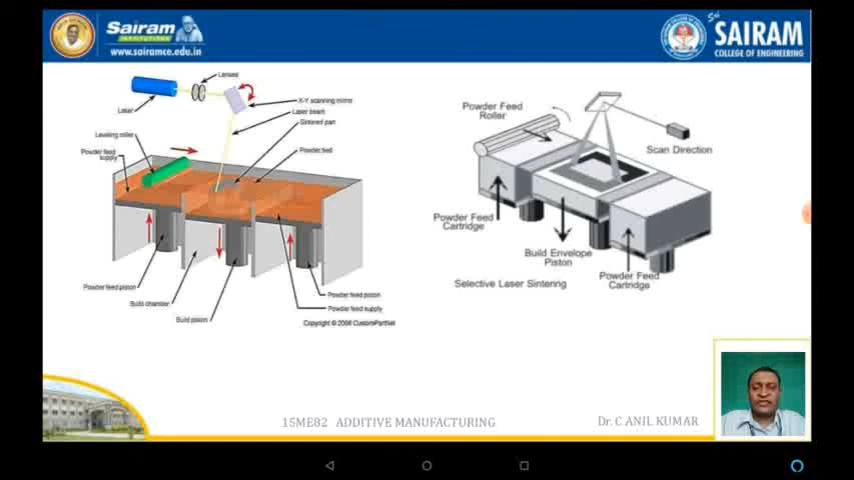 Sairam
INSTITUTIONS
www.sairamce.edu.in
Sri
SAIRAM
COLLEGE OF ENGINEERING
Lenses
Laser
X-Y scanning mirror
Laser beam
Sintered part
Leveling roller
Powder feed
supply
Powder bed
Powder feed piston
Build chamber
Build piston
Powder feed piston
Powder feed supply
Copyright © 2008 CustomPartNet
Powder Feed
Roller
Scan Direction
Powder Feed
Cartridge
Build Envelope
Piston
Powder Feed
Cartridge
Selective Laser Sintering
15ME82 ADDITIVE MANUFACTURING
Dr. C ANIL KUMAR